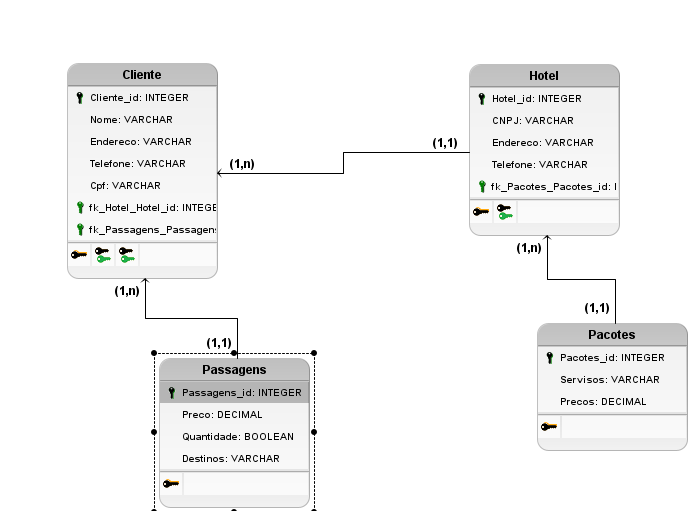 Cliente
Cliente_id: INTEGER
Nome: VARCHAR
Endereco: VARCHAR
Telefone: VARCHAR
Cpf: VARCHAR
fk_Hotel_Hotel_id: INTEGE
fk_Passagens_Passagens
(1,n)
(1,1)
Hotel
Hotel_id: INTEGER
CNPJ: VARCHAR
Endereco: VARCHAR
Telefone: VARCHAR
fk_Pacotes_Pacotes_id: I
(1,n)
(1,1)
Passagens
Passagens_id: INTEGER
Preco: DECIMAL
Quantidade: BOOLEAN
Destinos: VARCHAR
(1,n)
(1,1)
Pacotes
Pacotes_id: INTEGER
Servisos: VARCHAR
Precos: DECIMAL